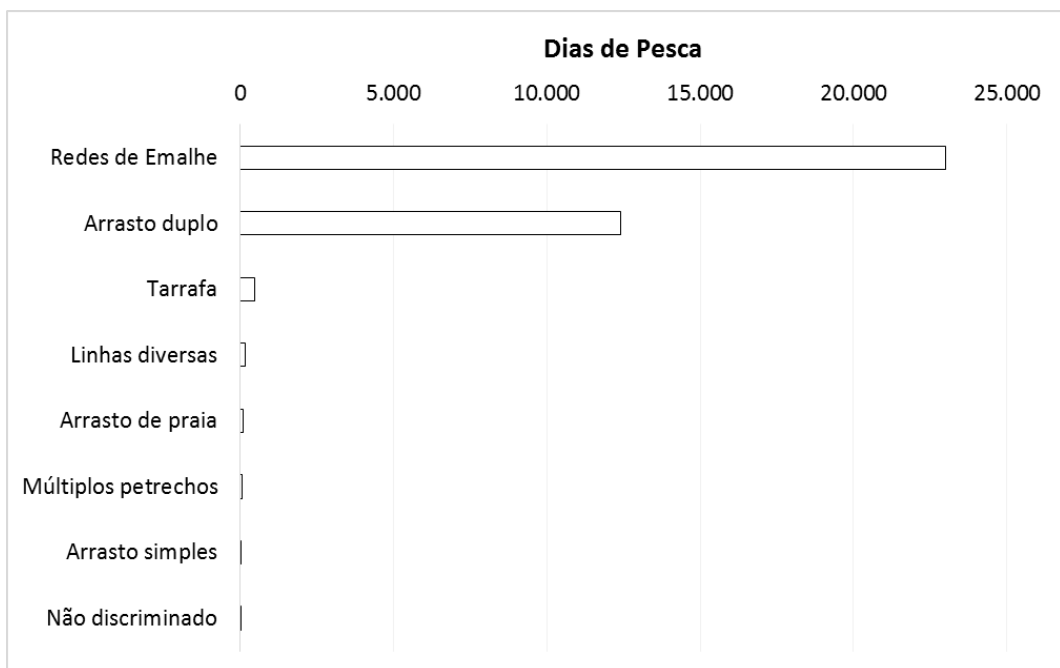 Dias de Pesca
0 5.000 10.000 15.000 20.000 25.000
Redes de Emalhe
Arrasto duplo
Tarrafa
Linhas diversas
Arrasto de praia
Múltiplos petrechos
Arrasto simples
Não discriminado